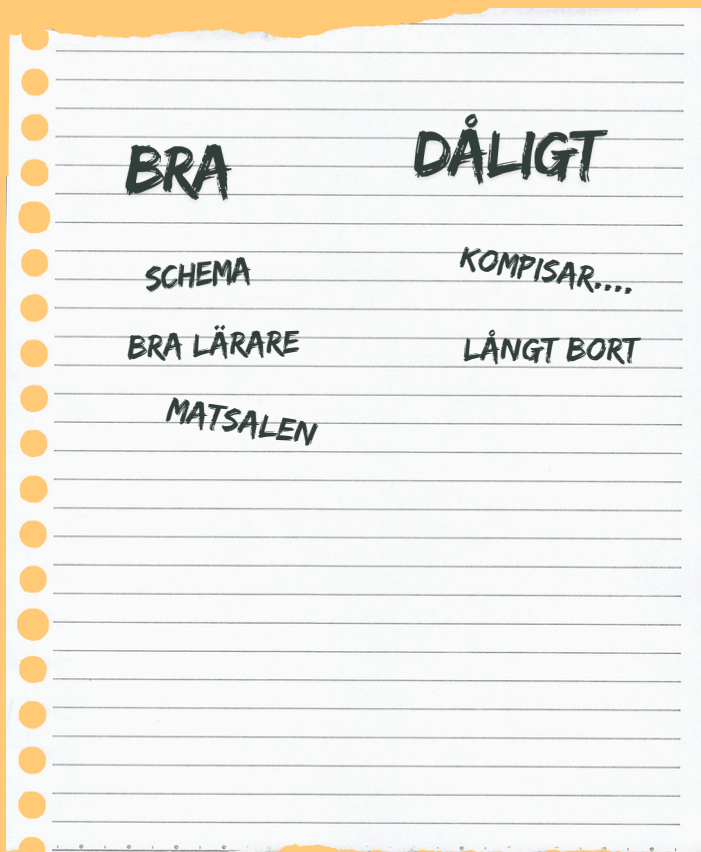 BRA
SCHEMA
BRA LÄRARE
MATSALEN
DÅLIGT
KOMPISAR....
LÅNGT BORT